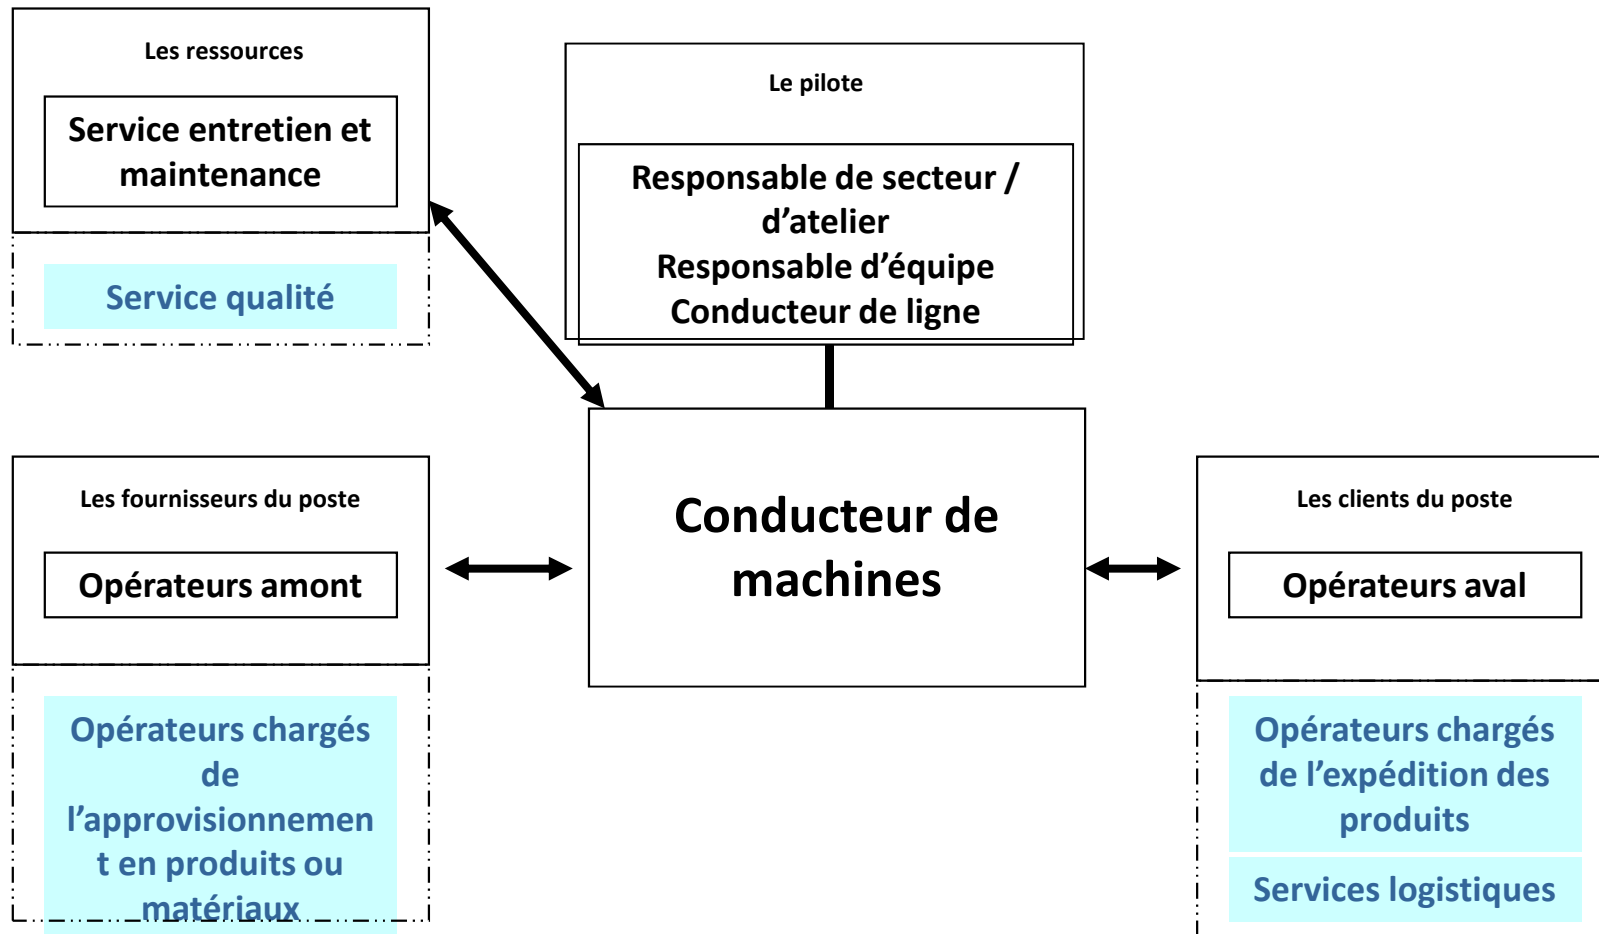 Les ressources
Service entretien et
maintenance
Service qualité
Le pilote
Responsable de secteur /
d’atelier
Responsable d’équipe
Conducteur de ligne
Les fournisseurs du poste
Opérateurs amont
Opérateurs chargés
de
l’approvisionnemen
t en produits ou
matériaux
Conducteur de
machines
Les clients du poste
Opérateurs aval
Opérateurs chargés
de l’expédition des
produits
Services logistiques